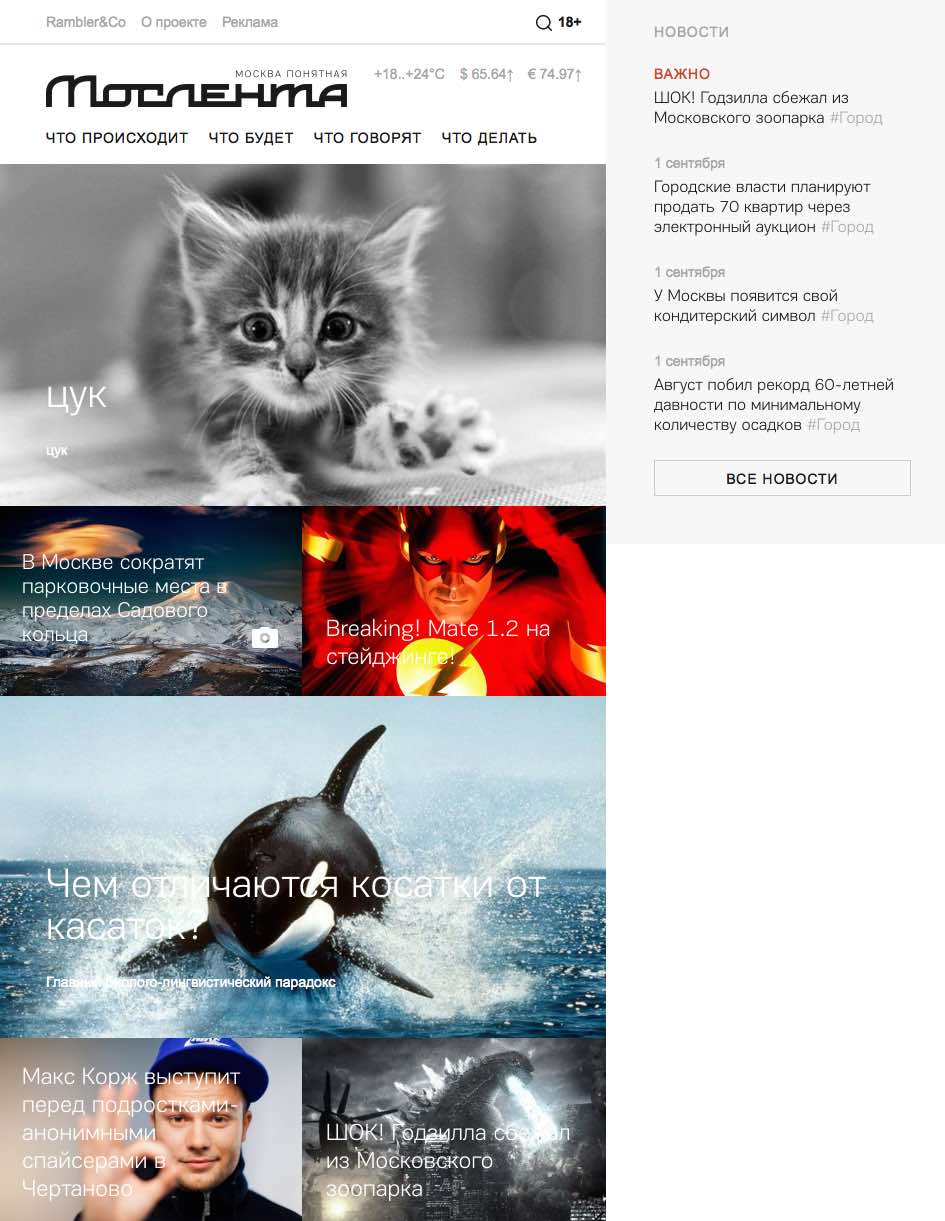 Rambler&Co О проекте Реклама 18+
МОСКВА ПОНЯТНАЯ +18..+24°C $ 65.64↑ € 74.97↑
Мослента
ЧТО ПРОИСХОДИТ ЧТО БУДЕТ ЧТО ГОВОРЯТ ЧТО ДЕЛАТЬ
цук
цук
В Москве сократят
парковочные места в
пределах Садового
кольца
Breaking! Mate 1.2 на
стейджинге!
Чем отличаются косатки от
касаток?
Главный эколого-лингвистический парадокс
Макс Корж выступит
перед подростками-
анонимными
спайсерами в
Чертаново
ШОК! Годзилла сбежал
из Московского
зоопарка
НОВОСТИ
ВАЖНО
ШОК! Годзилла сбежал из
Московского зоопарка #Город
1 сентября
Городские власти планируют
продать 70 квартир через
электронный аукцион #Город
1 сентября
У Москвы появится свой
кондитерский символ #Город
1 сентября
Август побил рекорд 60-летней
давности по минимальному
количеству осадков #Город
ВСЕ НОВОСТИ